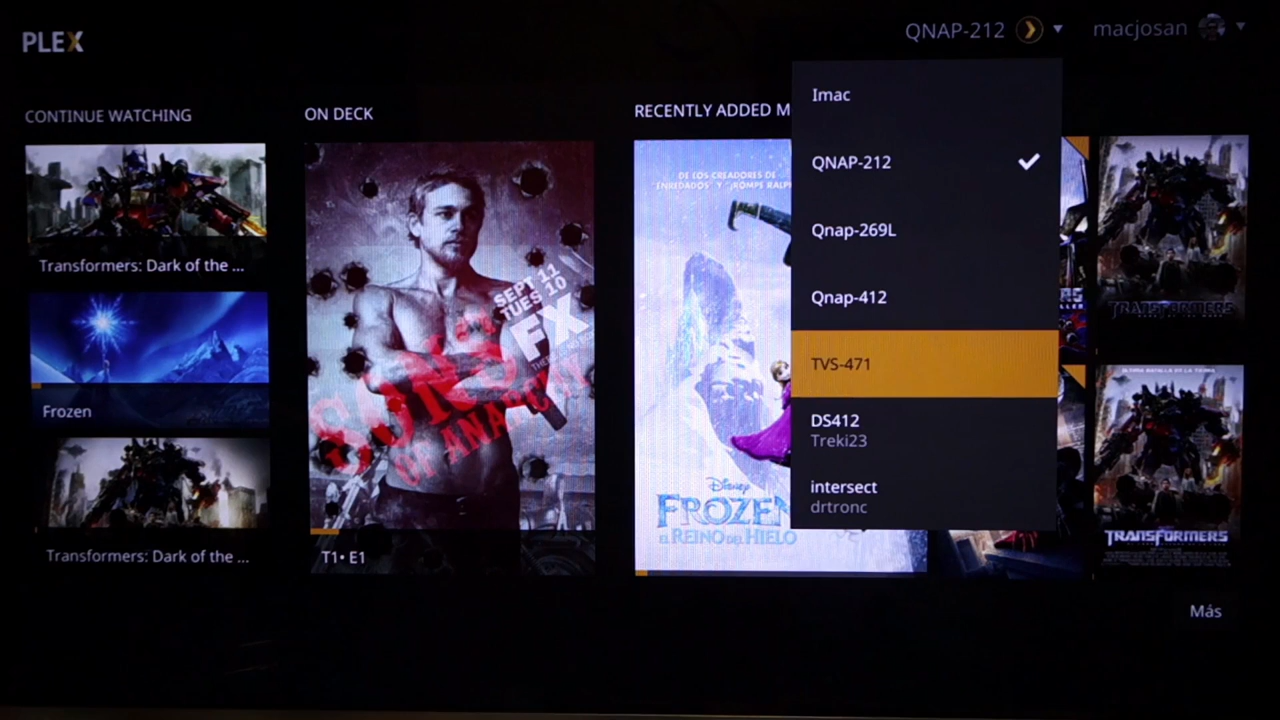 PLEX
QNAP-212
macjosan
CONTINUE WATCHING
Transformers: Dark of the ...
Frozen
Transformers: Dark of the ...
ON DECK
SEPT 11
TUES 10
FX
SONS
OF ANARCHY
T1• E1
RECENTLY ADDED M
DE LOS CREADORES DE
"ENREDADOS" Y "¡ROMPE RALPH
Disney
FROZEN
EL REINO DEL HIELO
Imac
QNAP-212
Qnap-269L
Qnap-412
TVS-471
DS412
Treki23
intersect
drtronc
TRANSFORMERS
TRANSFORMERS
Más